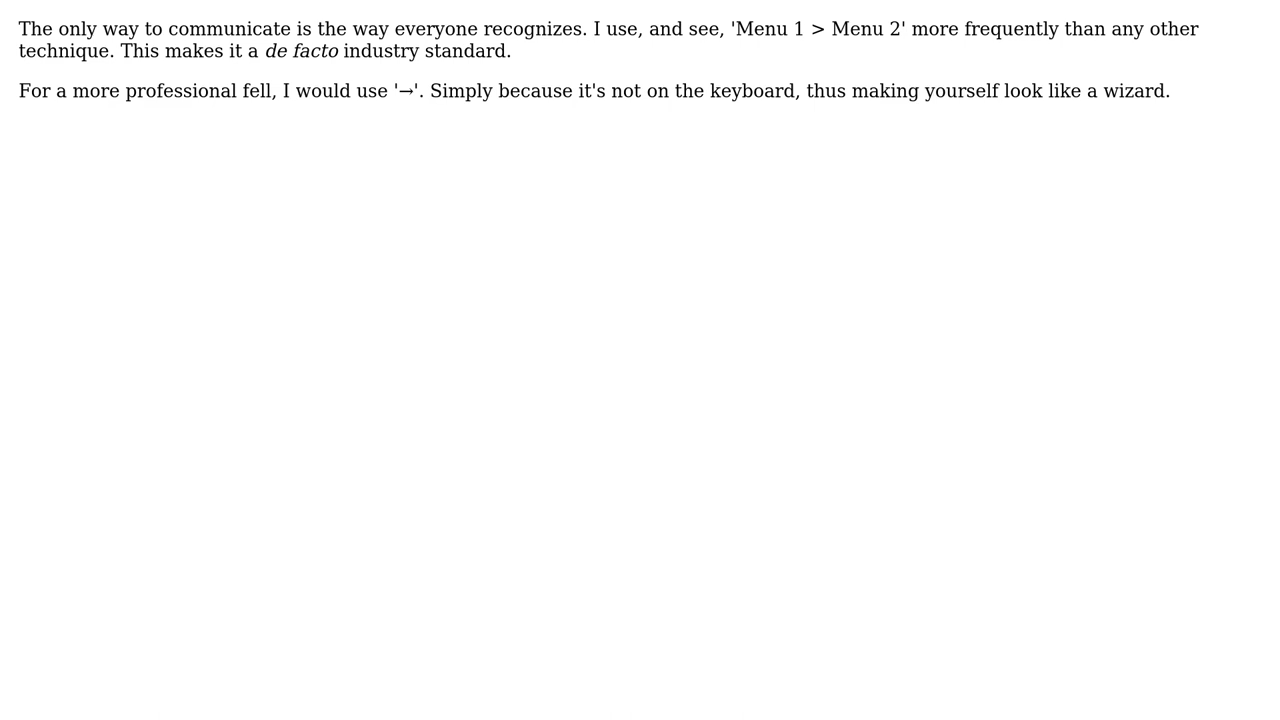 The only way to communicate is the way everyone recognizes. I use, and see, 'Menu 1 > Menu 2' more frequently than any other
technique. This makes it a de facto industry standard.
For a more professional fell, I would use '→'. Simply because it's not on the keyboard, thus making yourself look like a wizard.